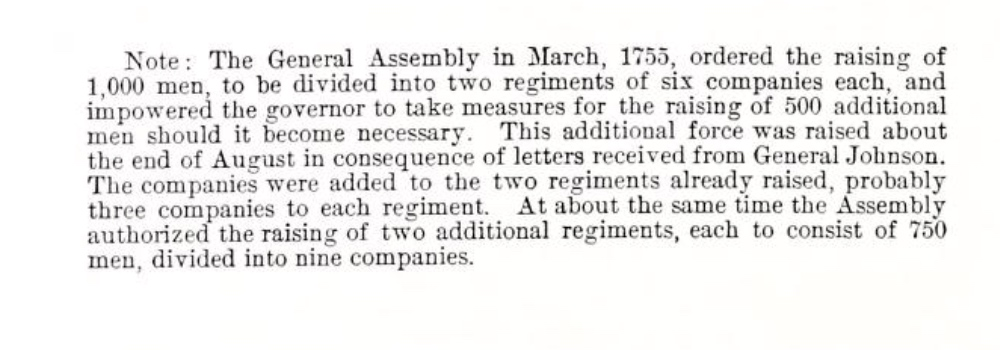 Note: The General Assembly in March, 1755, ordered the raising of
1,000 men, to be divided into two regiments of six companies each, and
impowered the governor to take measures for the raising of 500 additional
men should it become necessary. This additional force was raised about
the end of August in consequence of letters received from General Johnson.
The companies were added to the two regiments already raised, probably
three companies to each regiment. At about the same time the Assembly
authorized the raising of two additional regiments, each to consist of 750
men, divided into nine companies.